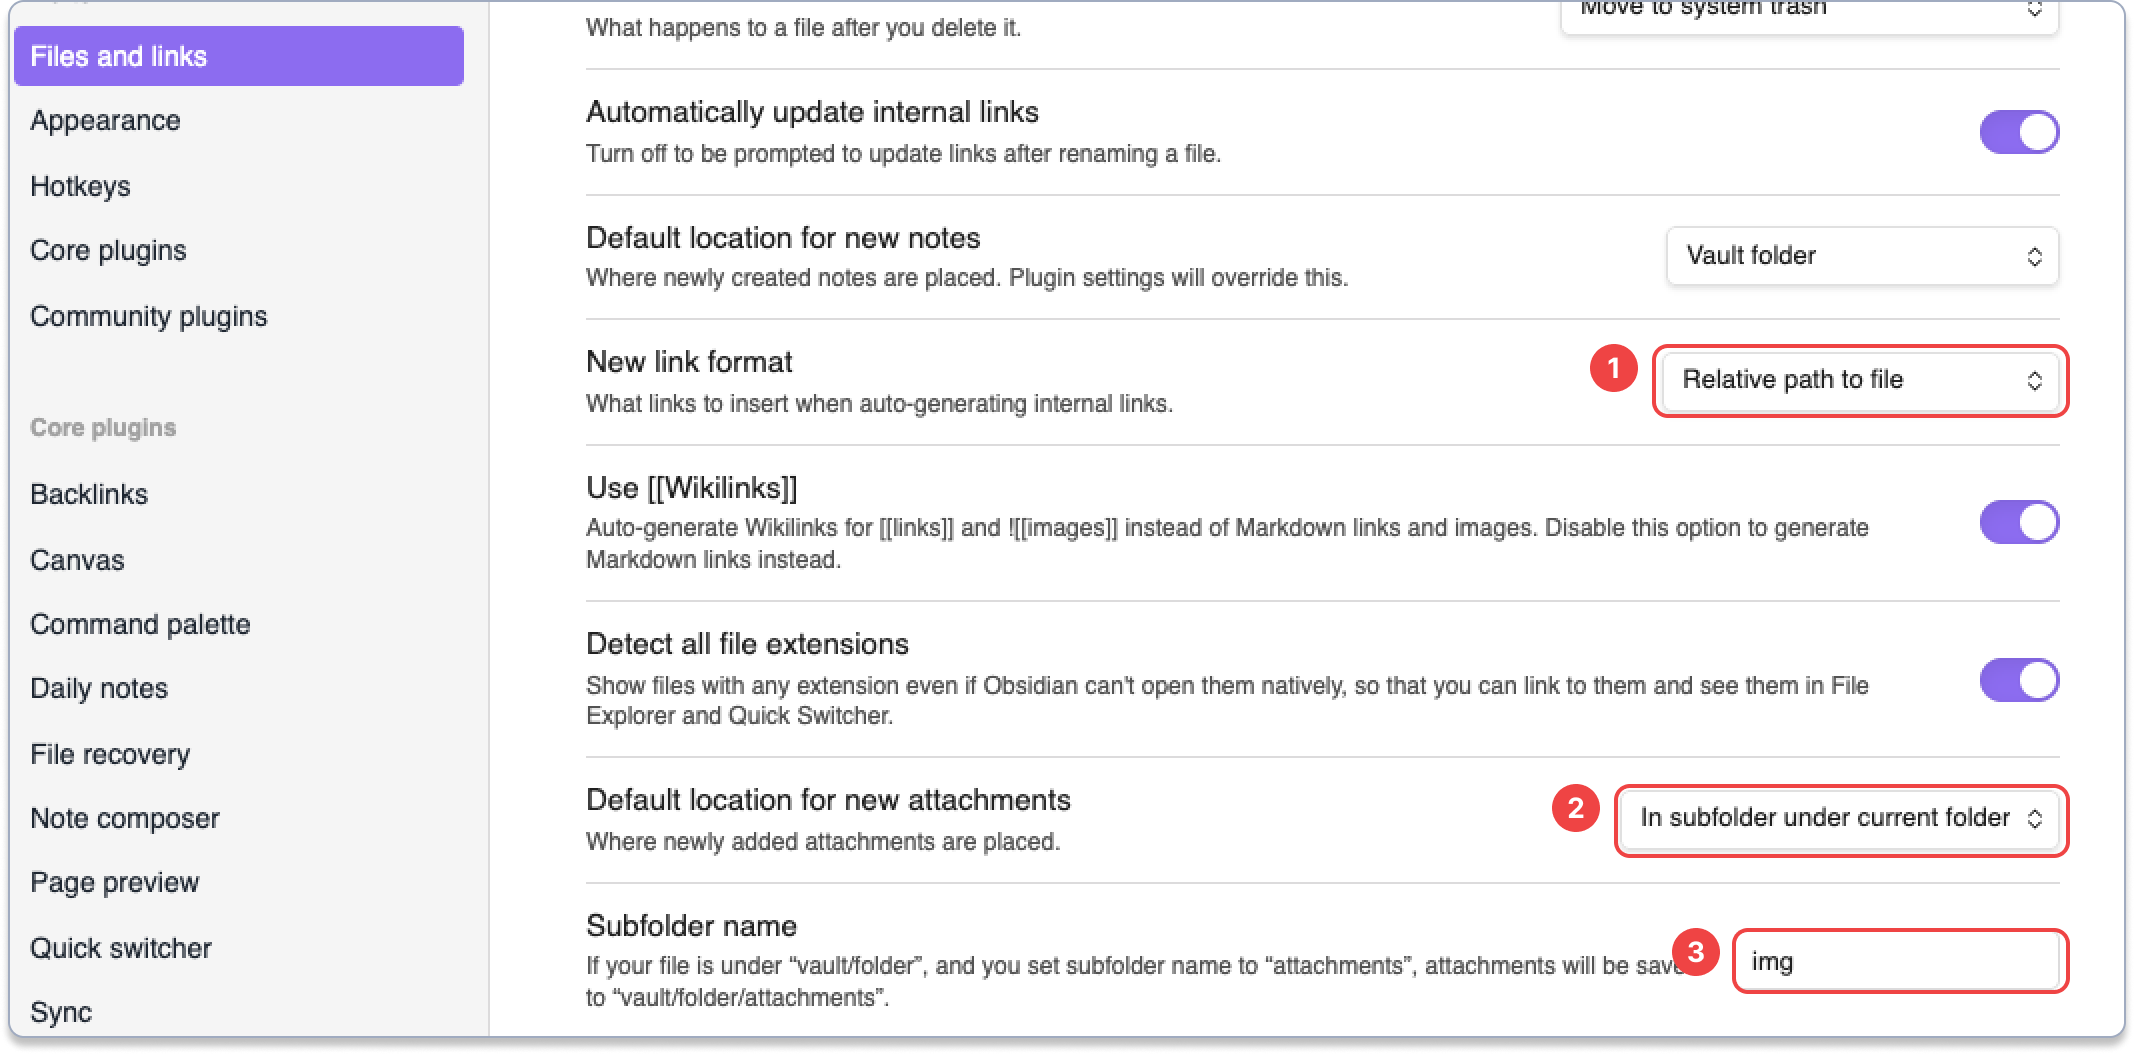 Files and links
Appearance
Hotkeys
Core plugins
Community plugins
Core plugins
Backlinks
Canvas
Command palette
Daily notes
File recovery
Note composer
Page preview
Quick switcher
Sync
Move to system trash
What happens to a file after you delete it.
Automatically update internal links
Turn off to be prompted to update links after renaming a file.
Default location for new notes
Where newly created notes are placed. Plugin settings will override this.
Vault folder
New link format
What links to insert when auto-generating internal links.
1
Relative path to file
Use [[Wikilinks]]
Auto-generate Wikilinks for [[links]] and ![[images]] instead of Markdown links and images. Disable this option to generate
Markdown links instead.
Detect all file extensions
Show files with any extension even if Obsidian can't open them natively, so that you can link to them and see them in File
Explorer and Quick Switcher.
Default location for new attachments
Where newly added attachments are placed.
2
In subfolder under current folder
Subfolder name
If your file is under “vault/folder”, and you set subfolder name to “attachments”, attachments will be save
to “vault/folder/attachments”.
3
img